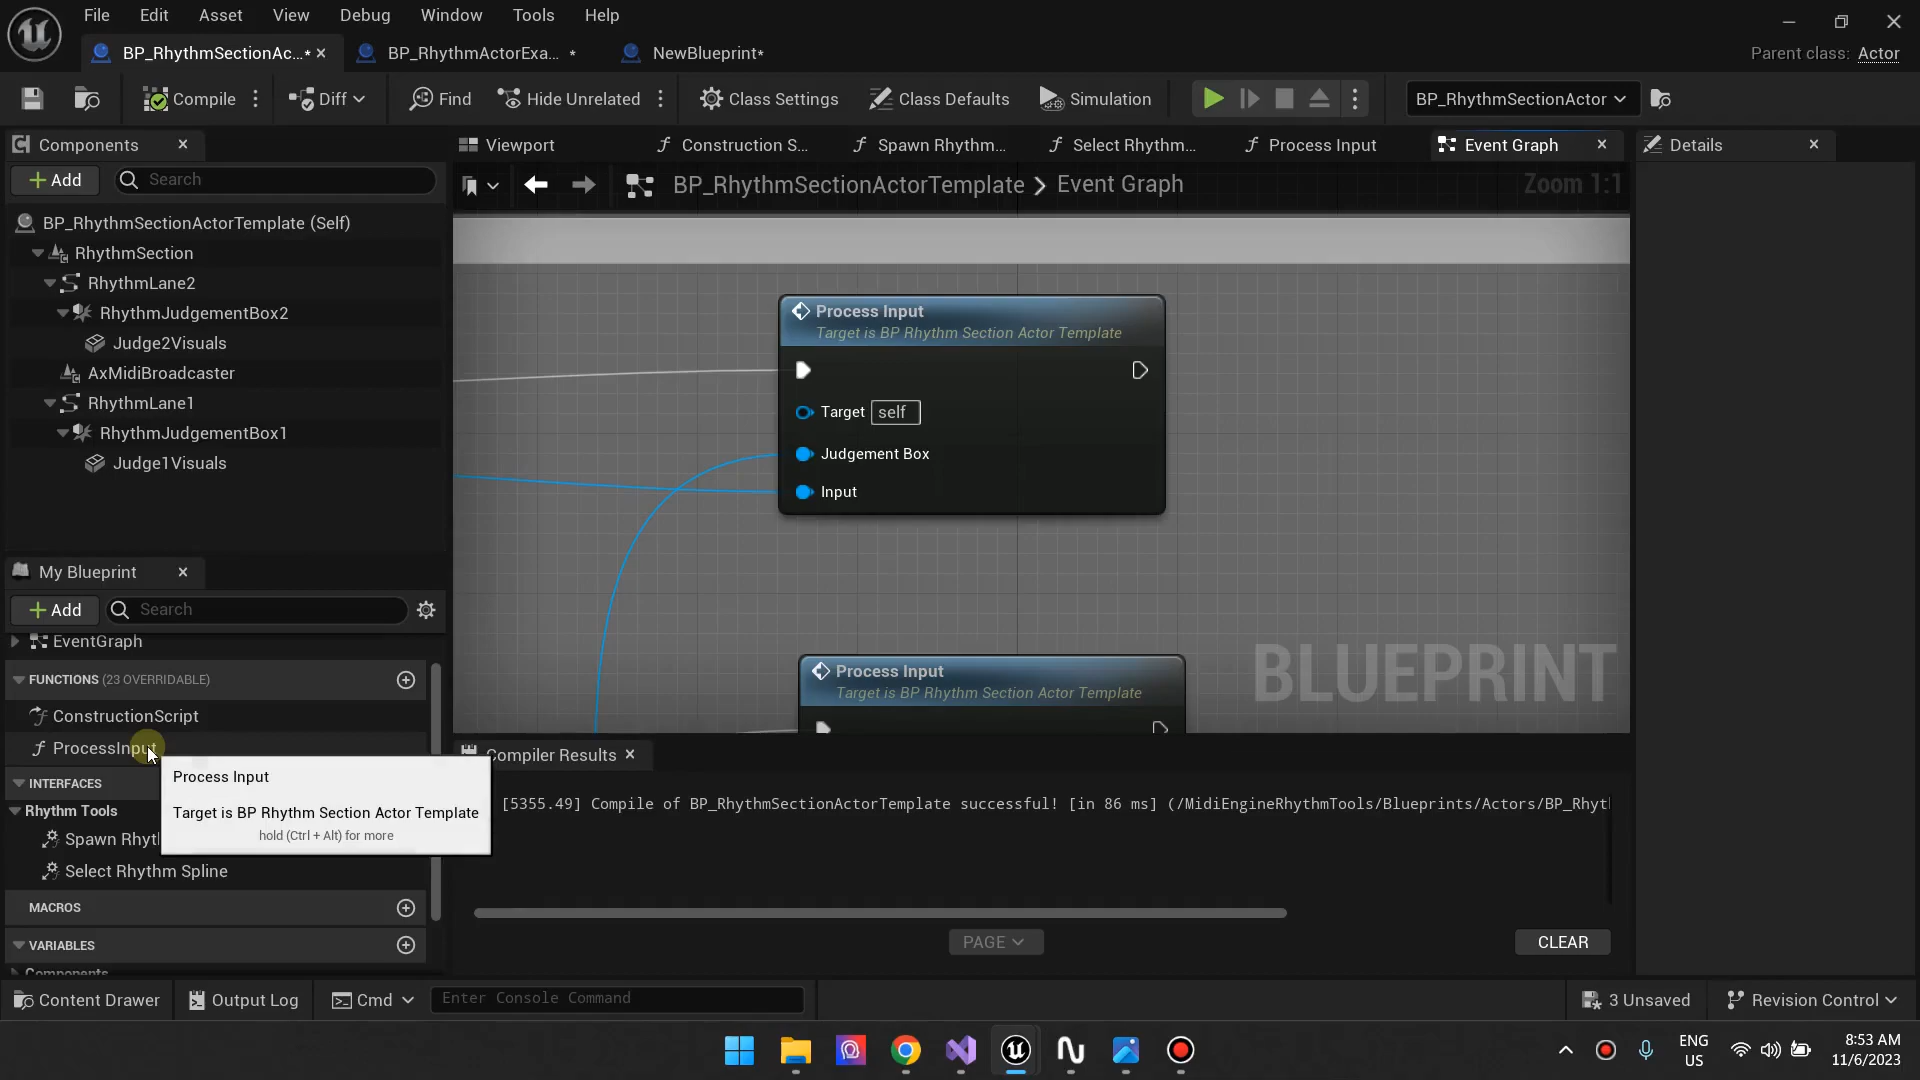 File Edit Asset View Debug Window Tools Help
BP_RhythmSectionAc...* BP_RhythmActorExa... * NewBlueprint*
Parent class: Actor
Compile Diff Find Hide Unrelated Class Settings Class Defaults Simulation BP_RhythmSectionActor
Components
Add Search
BP_RhythmSectionActorTemplate (Self)
RhythmSection
RhythmLane2
RhythmJudgementBox2
Judge2Visuals
AxMidiBroadcaster
RhythmLane1
RhythmJudgementBox1
Judge1Visuals
My Blueprint
Add Search
EventGraph
FUNCTIONS (23 OVERRIDABLE)
ConstructionScript
ProcessInput
INTERFACES
Rhythm Tools
Spawn Rhyt
Select Rhythm Spline
MACROS
VARIABLES
Components
Process Input
Target is BP Rhythm Section Actor Template
hold (Ctrl + Alt) for more
Viewport Construction S... Spawn Rhythm... Select Rhythm... Process Input Event Graph
BP_RhythmSectionActorTemplate > Event Graph
Zoom 1:1
Process Input
Target is BP Rhythm Section Actor Template
Target self
Judgement Box
Input
Process Input
Target is BP Rhythm Section Actor Template
BLUEPRINT
Compiler Results
[5355.49] Compile of BP_RhythmSectionActorTemplate successful! [in 86 ms] (/MidiEngineRhythmTools/Blueprints/Actors/BP_Rhyt
PAGE
CLEAR
Details
Content Drawer Output Log Cmd Enter Console Command
3 Unsaved Revision Control
ENG
US
8:53 AM
11/6/2023